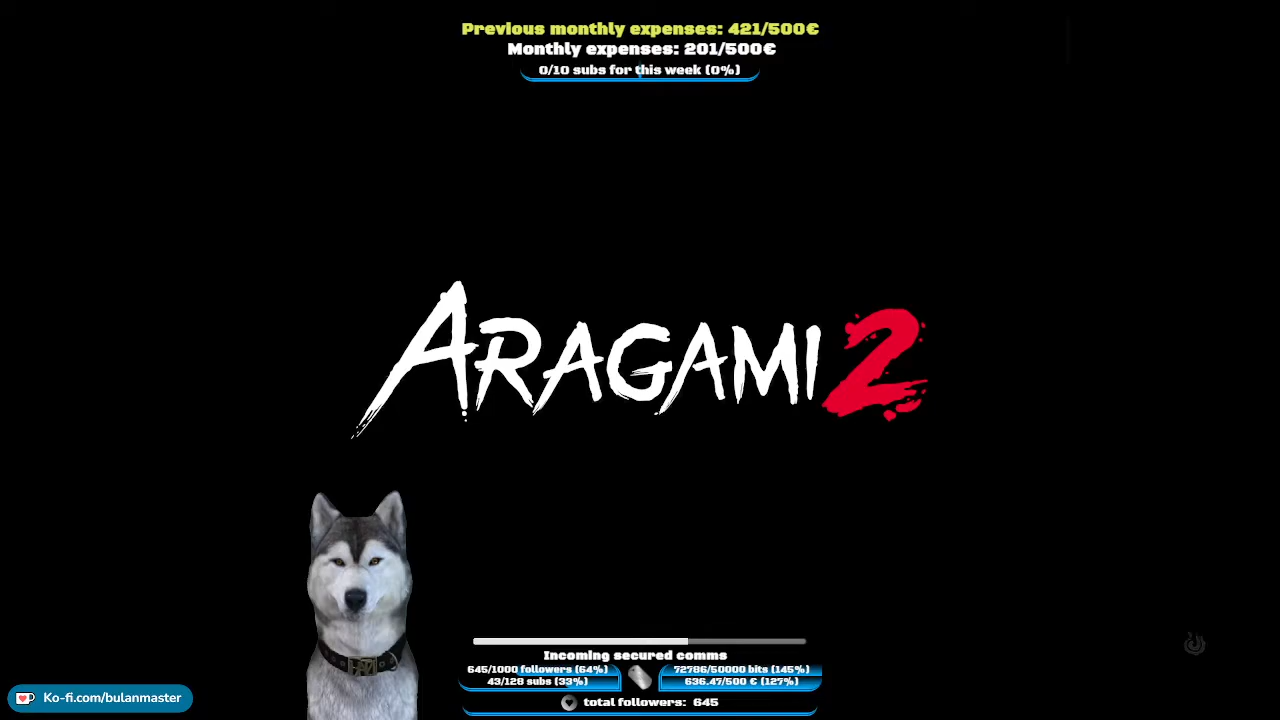 Previous monthly expenses: 421/500€
Monthly expenses: 201/500€
0/10 subs for this week (0%)
ARAGAMI 2
Incoming secured comms
645/1000 followers (64%)
43/128 subs (33%)
72786/50000 bits (145%)
636.47/500 € (127%)
total followers: 645
Ko-fi.com/bulanmaster